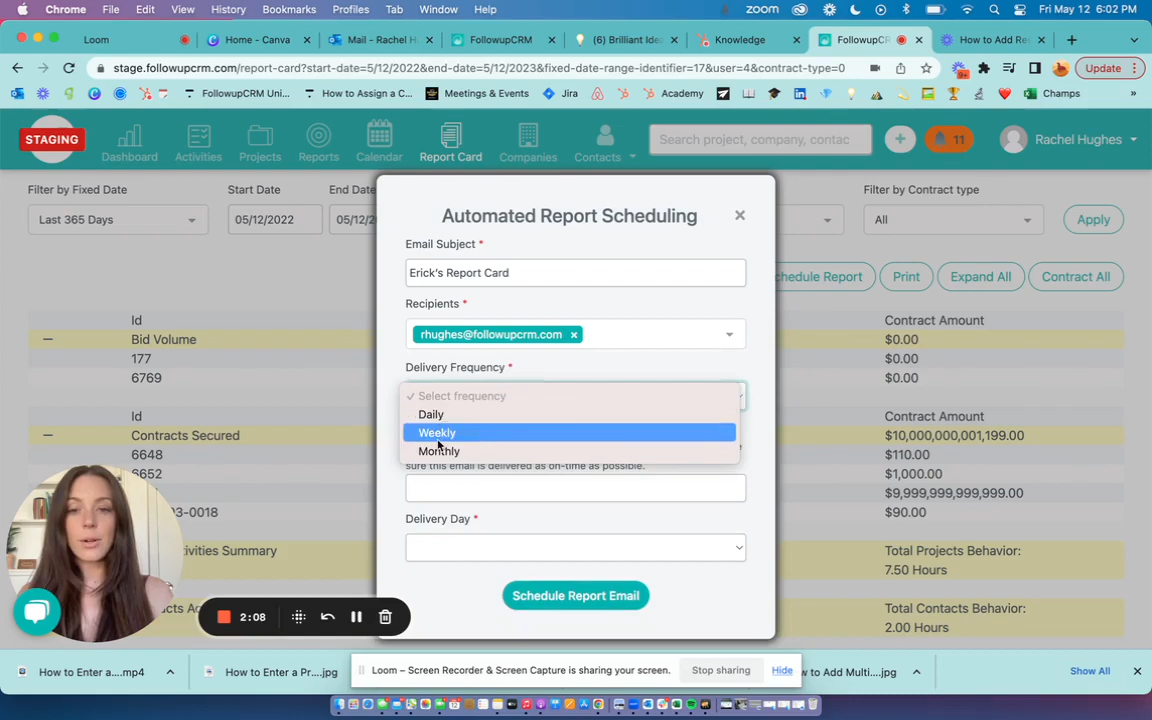 Chrome File Edit View History Bookmarks Profiles Tab Window Help zoom Fri May 12 6:02 PM
Loom Home - Canva Mail – Rachel H FollowupCRM (6) Brilliant Ide Knowledge FollowupCR How to Add Re
stage.followupcrm.com/report-card?start-date=5/12/2022&end-date=5/12/2023&fixed-date-range-identifier=17&user=4&contract-type=0 9+ Update
FollowupCRM Uni... How to Assign a C... Meetings & Events Jira Academy Champs »
STAGING Dashboard Activities Projects Reports Calendar Report Card Companies Contacts Search project, company, contac + 11 Rachel Hughes
Filter by Fixed Date Start Date End Date Filter by Contract type
Last 365 Days 05/12/2022 05/12/2 All Apply
chedule Report Print Expand All Contract All
Automated Report Scheduling ×
Email Subject *
Erick's Report Card
Recipients *
rhughes@followupcrm.com ×
Delivery Frequency *
✓ Select frequency
Daily
Weekly
Monthly
sure this email is delivered as on-time as possible.
Delivery Day *
Schedule Report Email
Id Contract Amount
Bid Volume $0.00
177 $0.00
6769 $0.00
Id Contract Amount
Contracts Secured $10,000,000,001,199.00
6648 $110.00
6652 $1,000.00
$9,999,999,999,999.00
03-0018 $90.00
tivities Summary Total Projects Behavior:
7.50 Hours
Total Contacts Behavior:
2.00 Hours
2:08
How to Enter a....mp4 How to Enter a Pr....jpg Loom – Screen Recorder & Screen Capture is sharing your screen. Stop sharing Hide w to Add Multi....jpg Show All ×